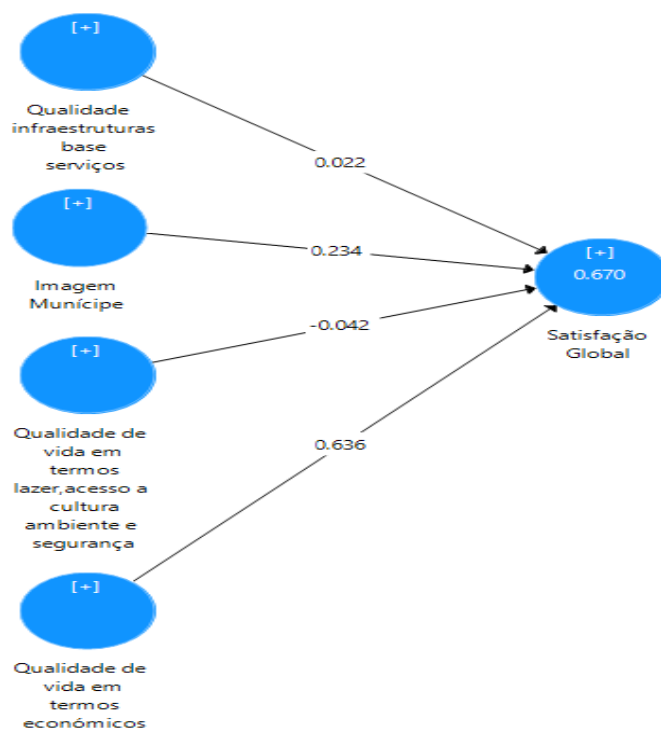 [+]
Qualidade
infraestruturas
base
serviços
0.022
[+]
Imagem
Munícipe
0.234
[+]
0.670
Satisfação
Global
-0.042
[+]
Qualidade de
vida em
termos
lazer,acesso a
cultura
ambiente e
segurança
0.636
[+]
Qualidade de
vida em
termos
económicos